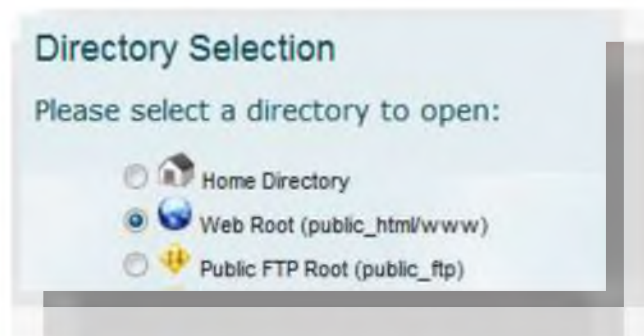 Directory Selection
Please select a directory to open:
Home Directory
Web Root (public_html/www)
Public FTP Root (public_ftp)